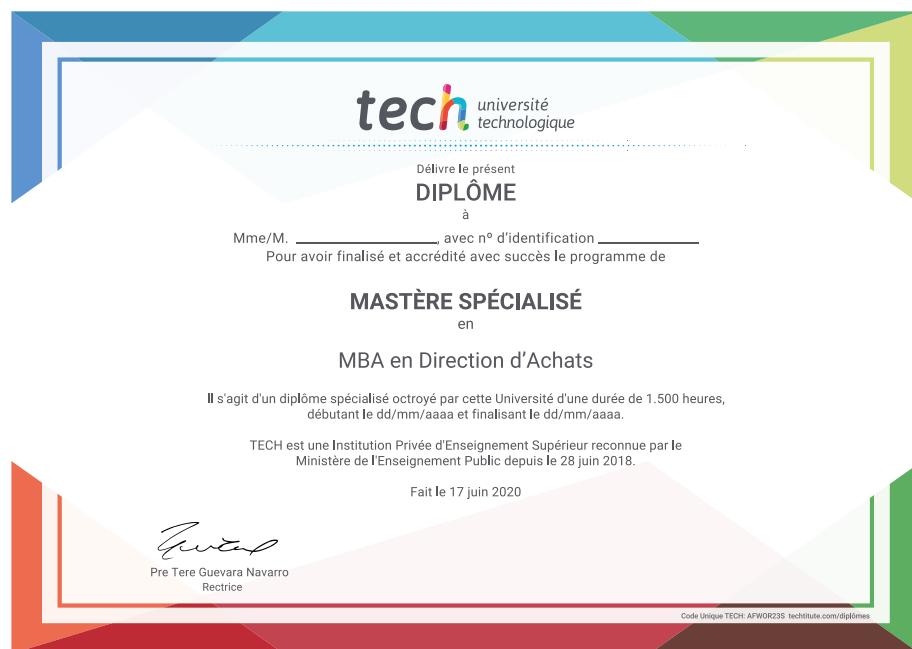 tech université
technologique
Délivre le présent
DIPLÔME
à
Mme/M. ____________________, avec nº d'identification ______________
Pour avoir finalisé et accrédité avec succès le programme de
MASTÈRE SPÉCIALISÉ
en
MBA en Direction d'Achats
Il s'agit d'un diplôme spécialisé octroyé par cette Université d'une durée de 1.500 heures,
débutant le dd/mm/aaaa et finalisant le dd/mm/aaaa.
TECH est une Institution Privée d'Enseignement Supérieur reconnue par le
Ministère de l'Enseignement Public depuis le 28 juin 2018.
Fait le 17 juin 2020
Pre Tere Guevara Navarro
Rectrice
Code Unique TECH: AFWOR23S techtitute.com/diplômes